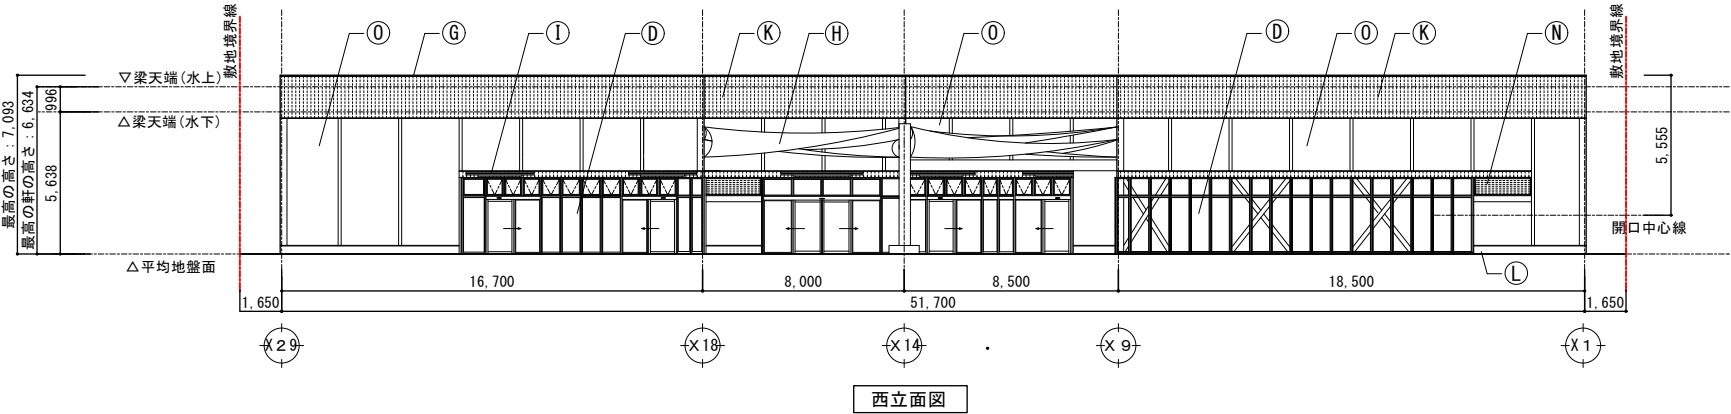 敷地境界線
O
G
I
D
K
H
O
D
O
K
N
敷地境界線
▽梁天端(水上)
△梁天端(水下)
最高の高さ：7,093
最高の軒の高さ：6,634
996
5,638
5,555
開口中心線
△平均地盤面
L
16,700
8,000
8,500
18,500
1,650
51,700
1,650
X29
X18
X14
X9
X1
西立面図